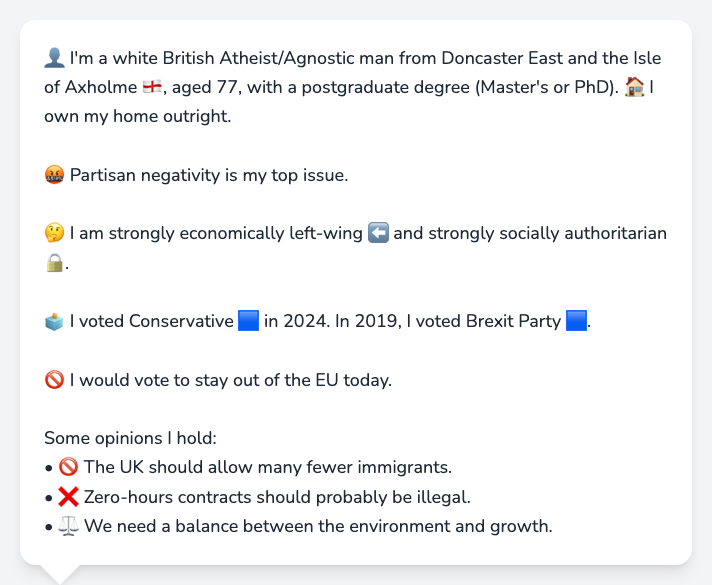 👤 I'm a white British Atheist/Agnostic man from Doncaster East and the Isle
of Axholme 🏴󠁧󠁢󠁥󠁮󠁧󠁿, aged 77, with a postgraduate degree (Master's or PhD). 🏠 I
own my home outright.
🤬 Partisan negativity is my top issue.
🤔 I am strongly economically left-wing ⬅️ and strongly socially authoritarian
🔒.
🗳️ I voted Conservative 🟦 in 2024. In 2019, I voted Brexit Party 🟦.
🚫 I would vote to stay out of the EU today.
Some opinions I hold:
• 🚫 The UK should allow many fewer immigrants.
• ❌ Zero-hours contracts should probably be illegal.
• ⚖️ We need a balance between the environment and growth.